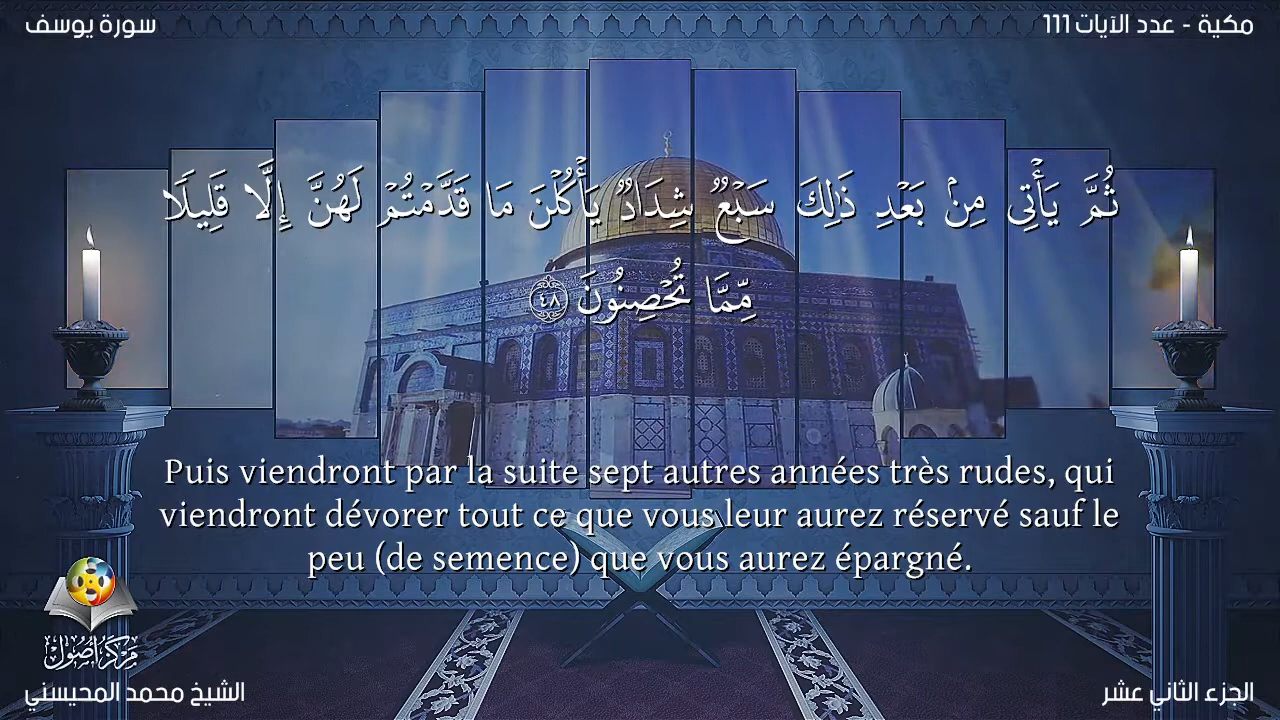 سورة يوسف
مكية - عدد الآيات 111
ثُمَّ يَأْتِى مِنۢ بَعْدِ ذَٰلِكَ سَبْعٌ شِدَادٌ يَأْكُلْنَ مَا قَدَّمْتُمْ لَهُنَّ إِلَّا قَلِيلًا
مِّمَّا تُحْصِنُونَ ٤٨
Puis viendront par la suite sept autres années très rudes, qui
viendront dévorer tout ce que vous leur aurez réservé sauf le
peu (de semence) que vous aurez épargné.
مركز أصول
الشيخ محمد المحيسني
الجزء الثاني عشر